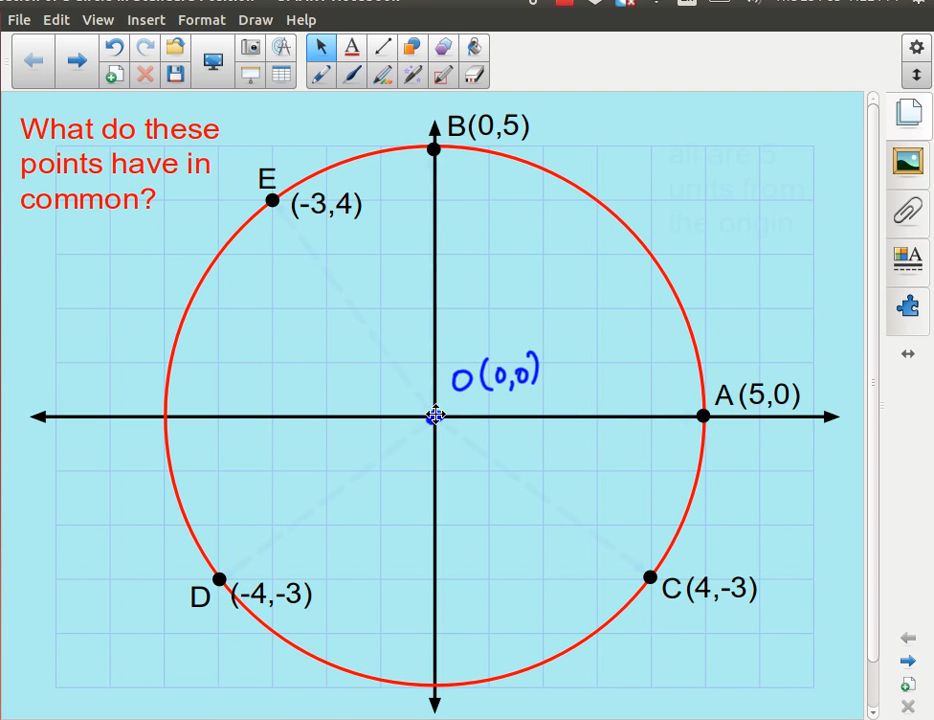 File Edit View Insert Format Draw Help
What do these
points have in
common?
B(0,5)
all are 5
units from
the origin
E
(-3,4)
O(0,0)
A(5,0)
D (-4,-3)
C(4,-3)